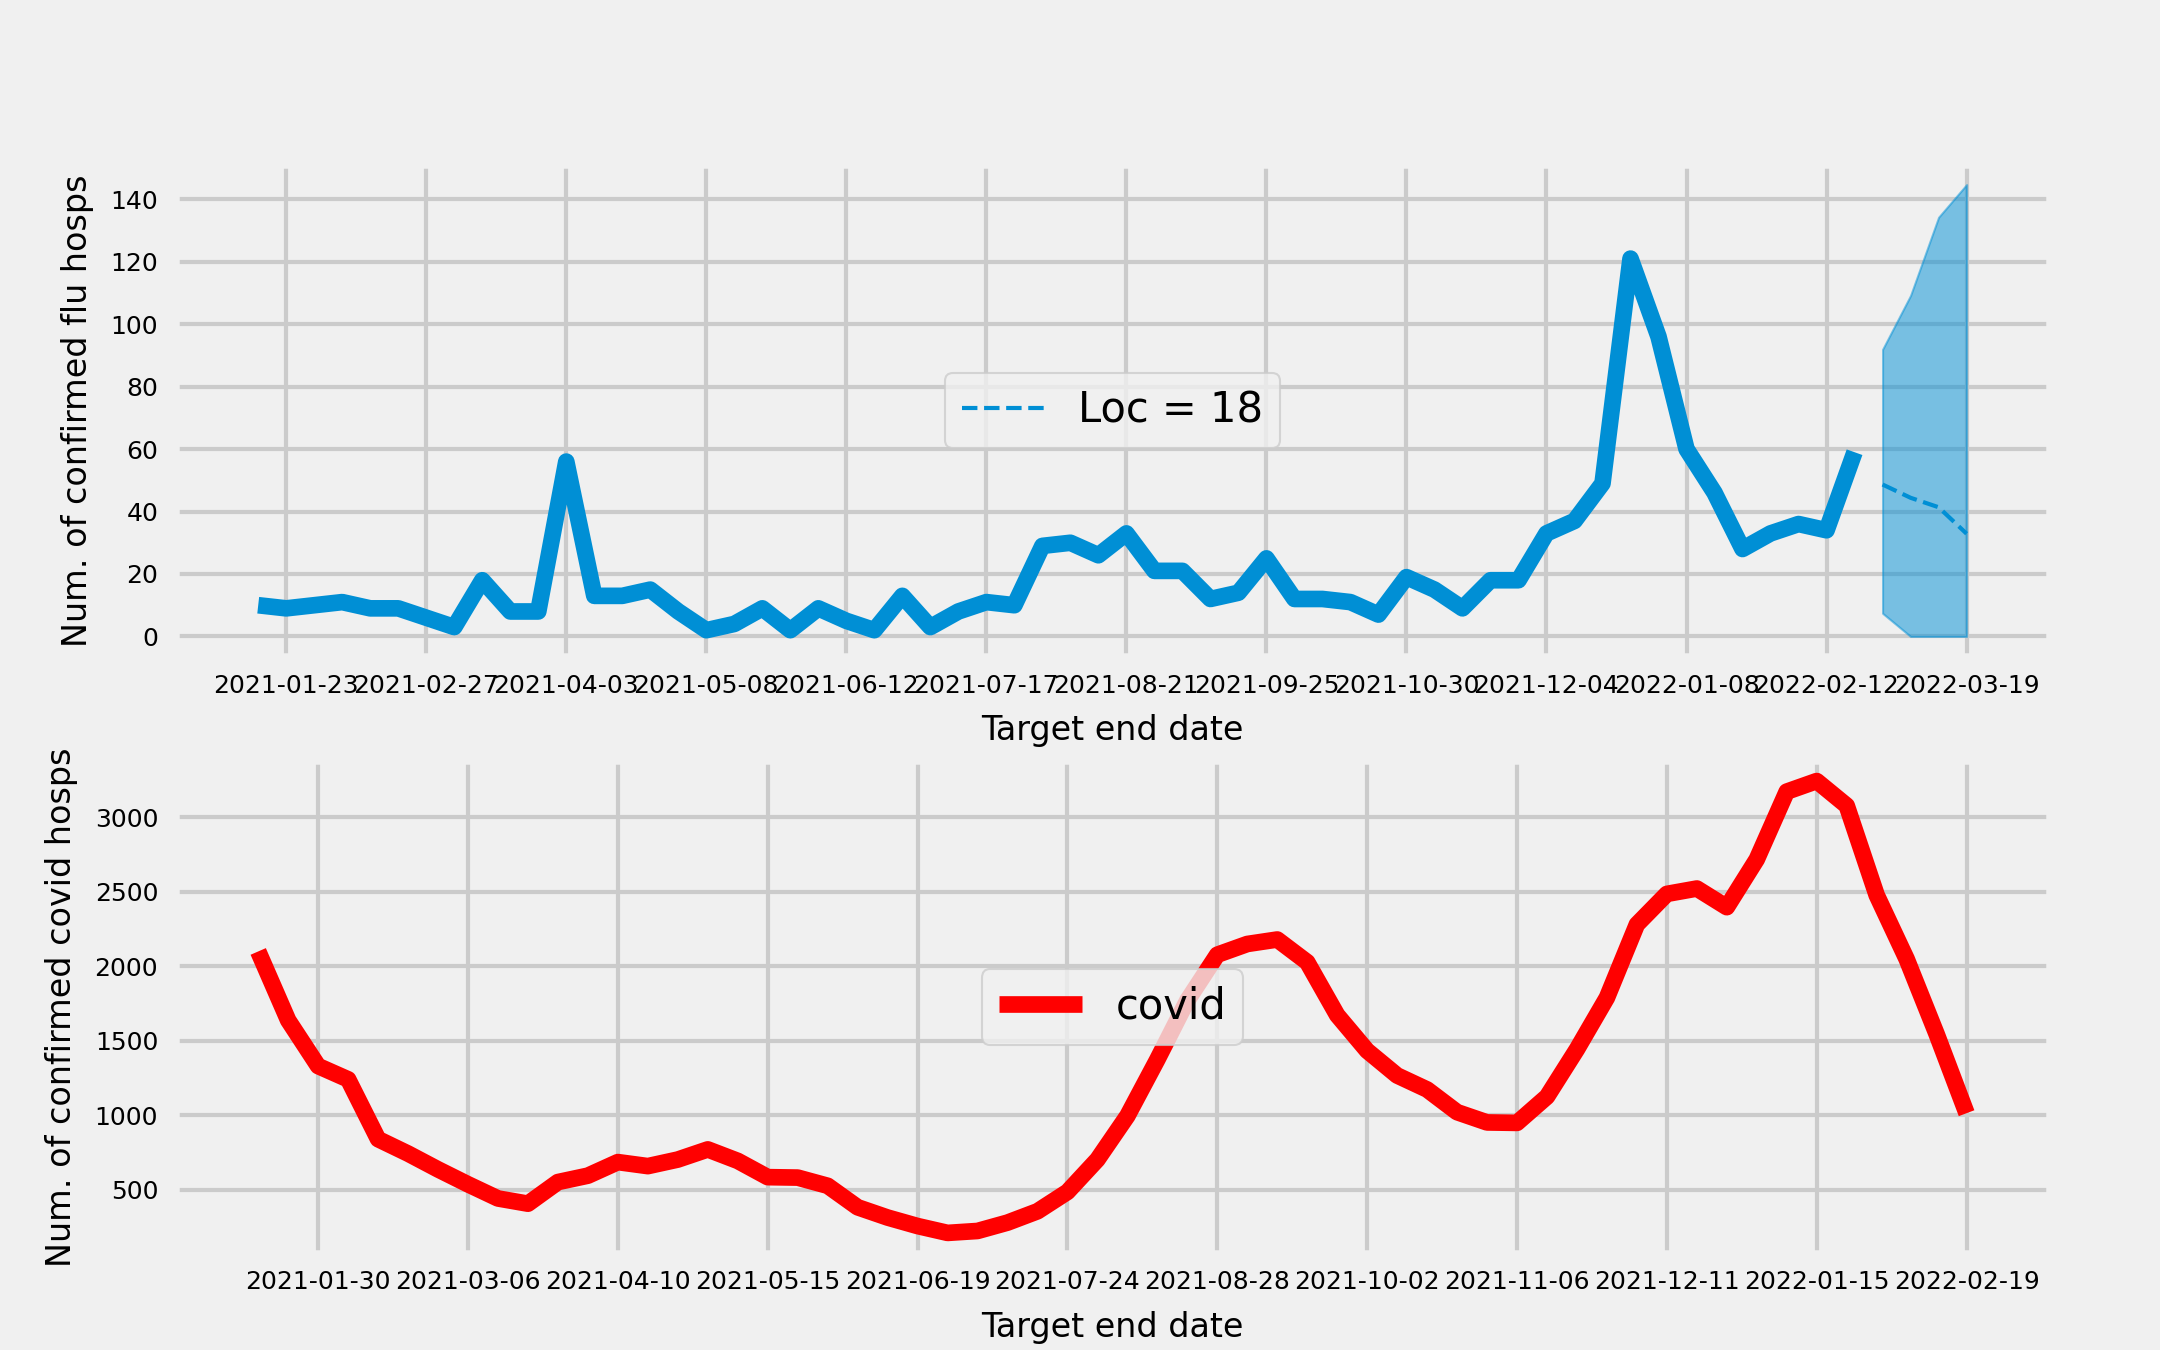 Num. of confirmed flu hosps
140
120
100
80
60
40
20
0
Loc = 18
2021-01-23 2021-02-27 2021-04-03 2021-05-08 2021-06-12 2021-07-17 2021-08-21 2021-09-25 2021-10-30 2021-12-04 2022-01-08 2022-02-12 2022-03-19
Target end date
Num. of confirmed covid hosps
3000
2500
2000
1500
1000
500
covid
2021-01-30 2021-03-06 2021-04-10 2021-05-15 2021-06-19 2021-07-24 2021-08-28 2021-10-02 2021-11-06 2021-12-11 2022-01-15 2022-02-19
Target end date